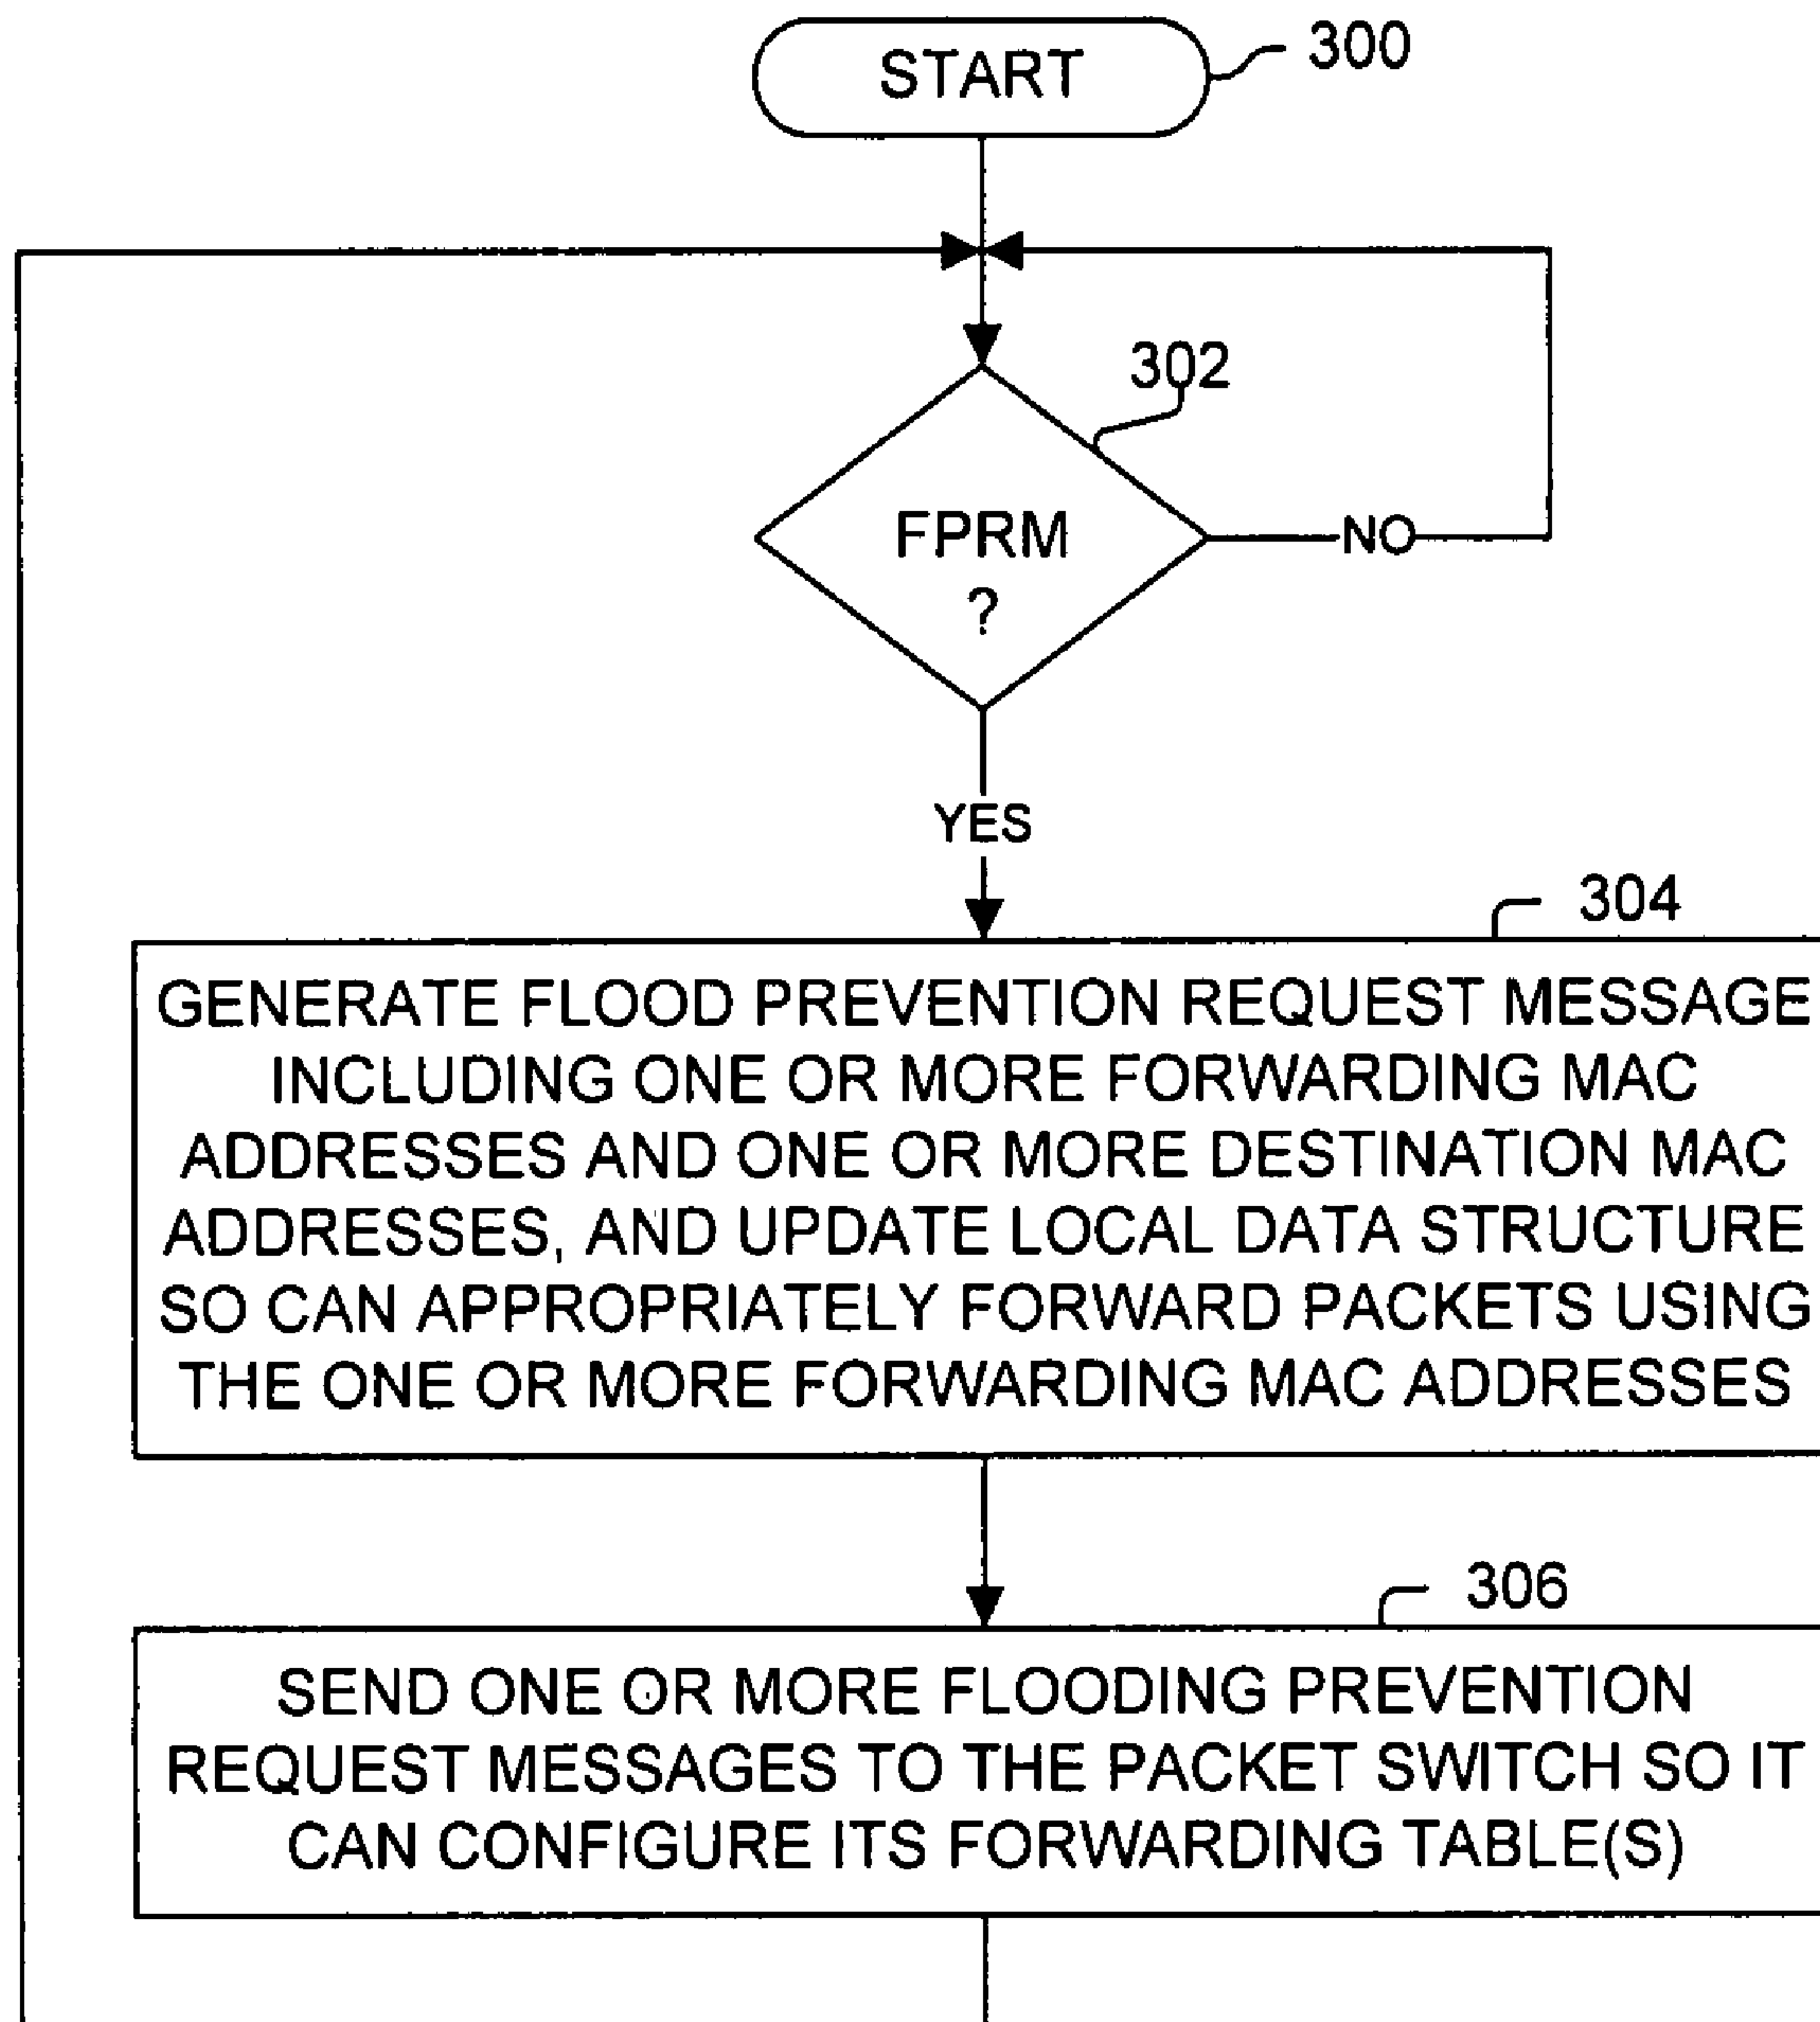 START
300
302
FPRM
?
NO
YES
304
GENERATE FLOOD PREVENTION REQUEST MESSAGE
INCLUDING ONE OR MORE FORWARDING MAC
ADDRESSES AND ONE OR MORE DESTINATION MAC
ADDRESSES, AND UPDATE LOCAL DATA STRUCTURE
SO CAN APPROPRIATELY FORWARD PACKETS USING
THE ONE OR MORE FORWARDING MAC ADDRESSES
306
SEND ONE OR MORE FLOODING PREVENTION
REQUEST MESSAGES TO THE PACKET SWITCH SO IT
CAN CONFIGURE ITS FORWARDING TABLE(S)